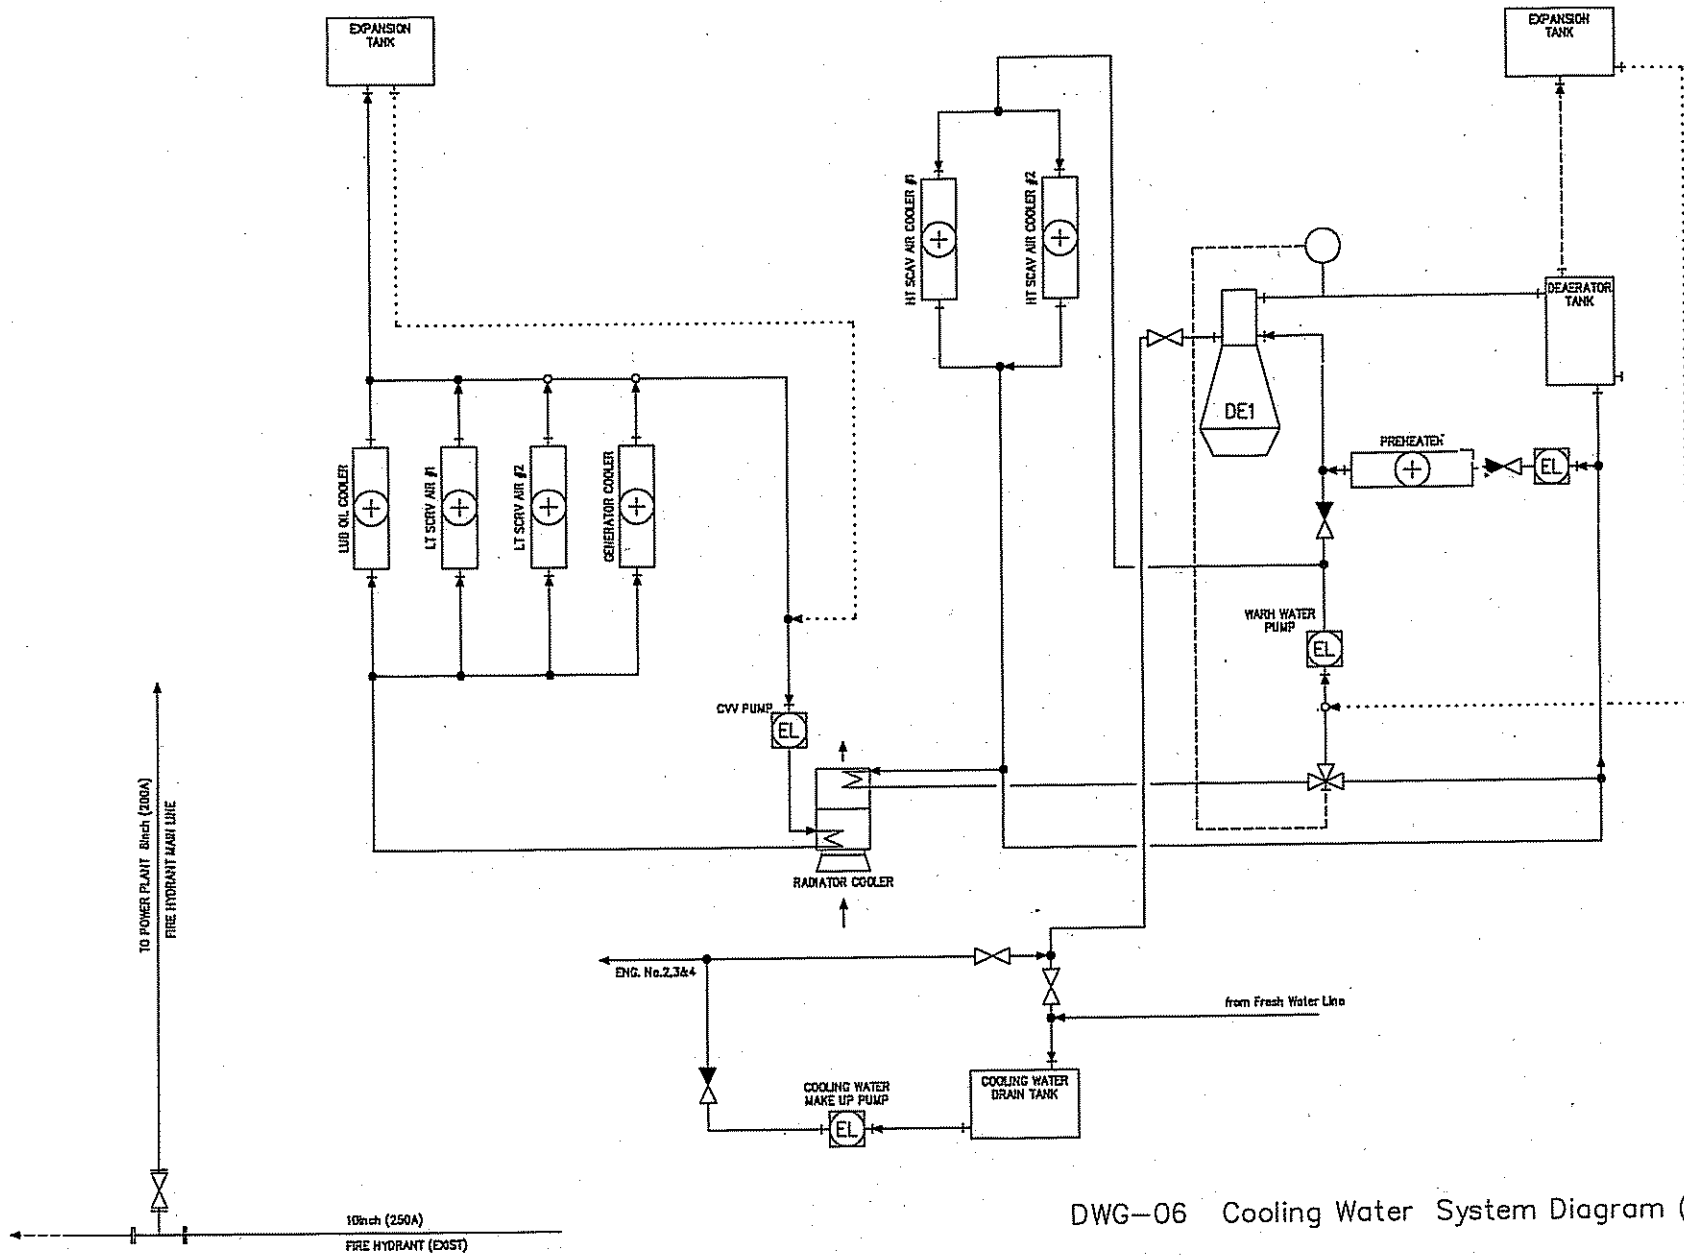 EXPANSION
TANK
EXPANSION
TANK
HT SCAV AIR COOLER #1
HT SCAV AIR COOLER #2
DEAERATOR
TANK
DE1
PREHEATER
EL
LUB OIL COOLER
LT SCRV AIR #1
LT SCRV AIR #2
GENERATOR COOLER
WARH WATER
PUMP
EL
CVV PUMP
EL
RADIATOR COOLER
TO POWER PLANT 8inch (200A)
FIRE HYDRANT MAIN LINE
ENG. No.2,3&4
from Fresh Water Line
COOLING WATER
DRAIN TANK
COOLING WATER
MAKE UP PUMP
EL
10inch (250A)
FIRE HYDRANT (EXIST)
DWG-06 Cooling Water System Diagram (